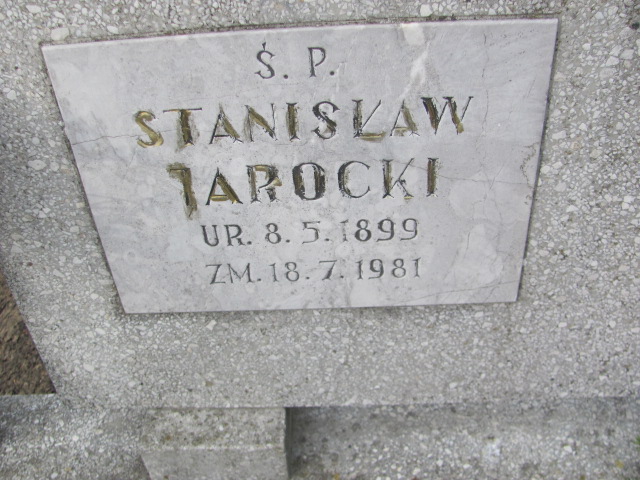 Ś. P.
STANISŁAW
JAROCKI
UR. 8. 5. 1899
ZM. 18. 7. 1981